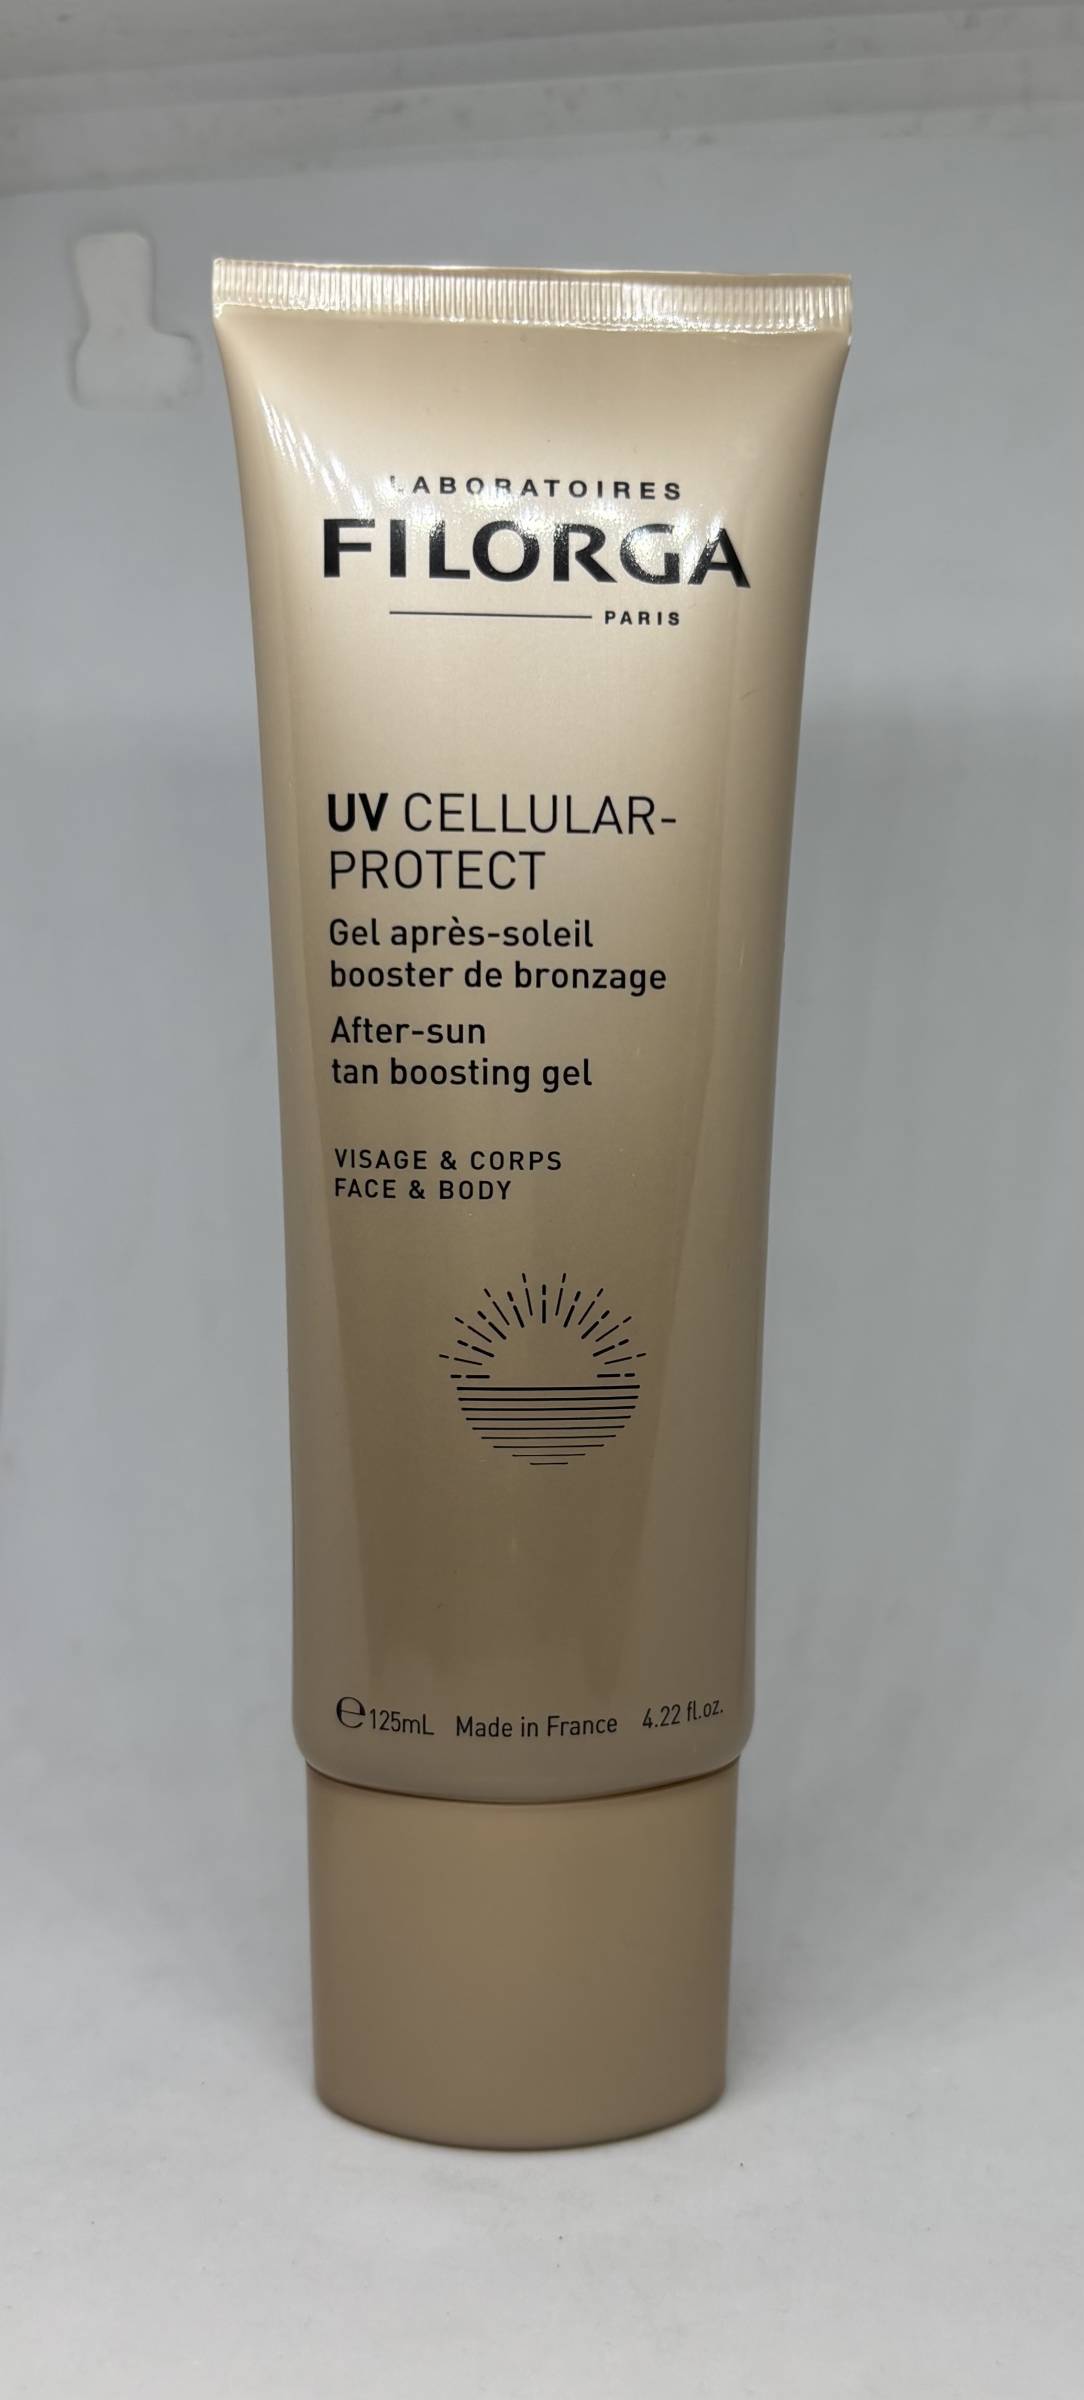 LABORATOIRES
FILORGA
PARIS
UV CELLULAR-
PROTECT
Gel après-soleil
booster de bronzage
After-sun
tan boosting gel
VISAGE & CORPS
FACE & BODY
℮125mL Made in France 4.22 fl.oz.